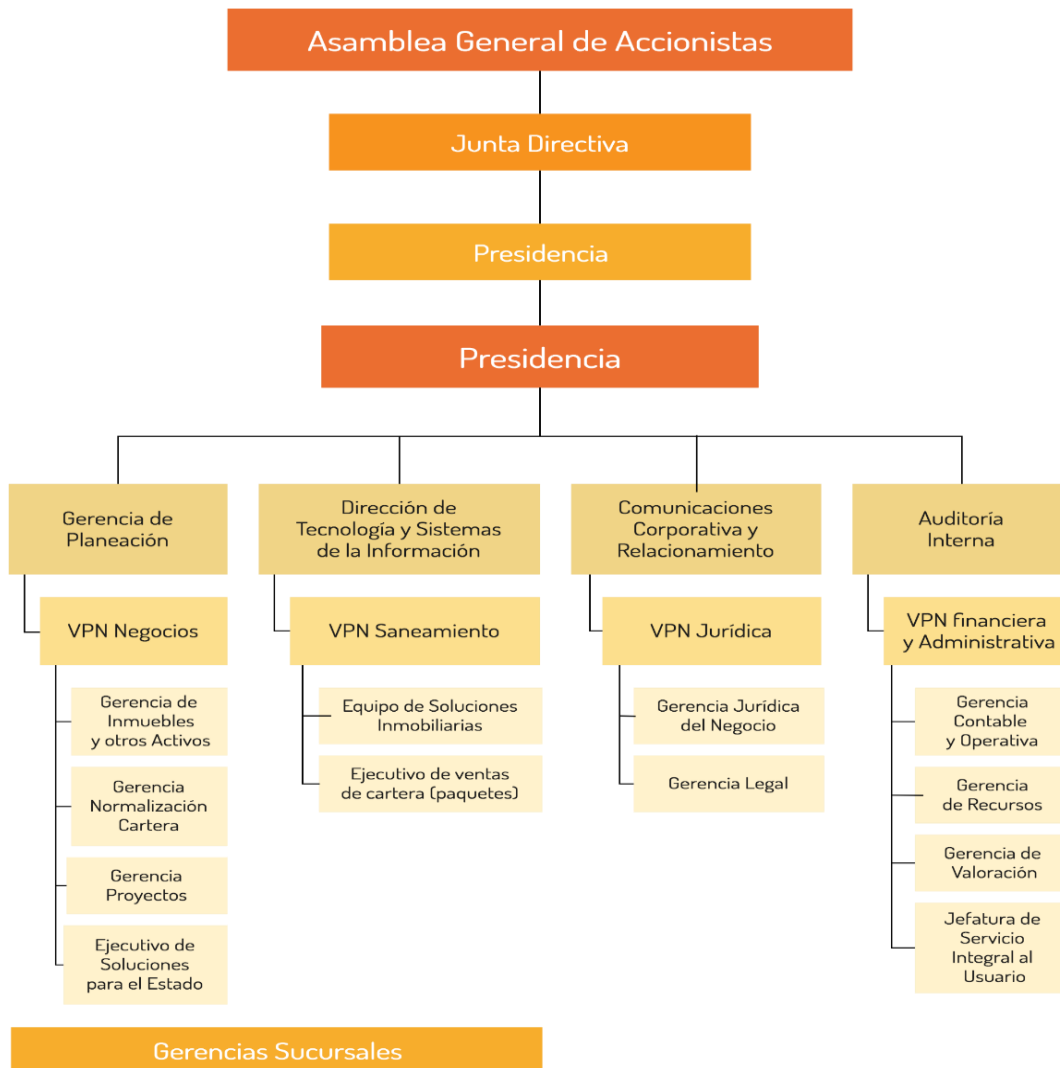 Asamblea General de Accionistas
Junta Directiva
Presidencia
Presidencia
Gerencia de
Planeación
Dirección de
Tecnología y Sistemas
de la Información
Comunicaciones
Corporativa y
Relacionamiento
Auditoría
Interna
VPN Negocios
VPN Saneamiento
VPN Jurídica
VPN financiera
y Administrativa
Gerencia de
Inmuebles
y otros Activos
Gerencia
Normalización
Cartera
Gerencia
Proyectos
Ejecutivo de
Soluciones
para el Estado
Equipo de Soluciones
Inmobiliarias
Ejecutivo de ventas
de cartera (paquetes)
Gerencia Jurídica
del Negocio
Gerencia Legal
Gerencia
Contable
y Operativa
Gerencia
de Recursos
Gerencia de
Valoración
Jefatura de
Servicio
Integral al
Usuario
Gerencias Sucursales